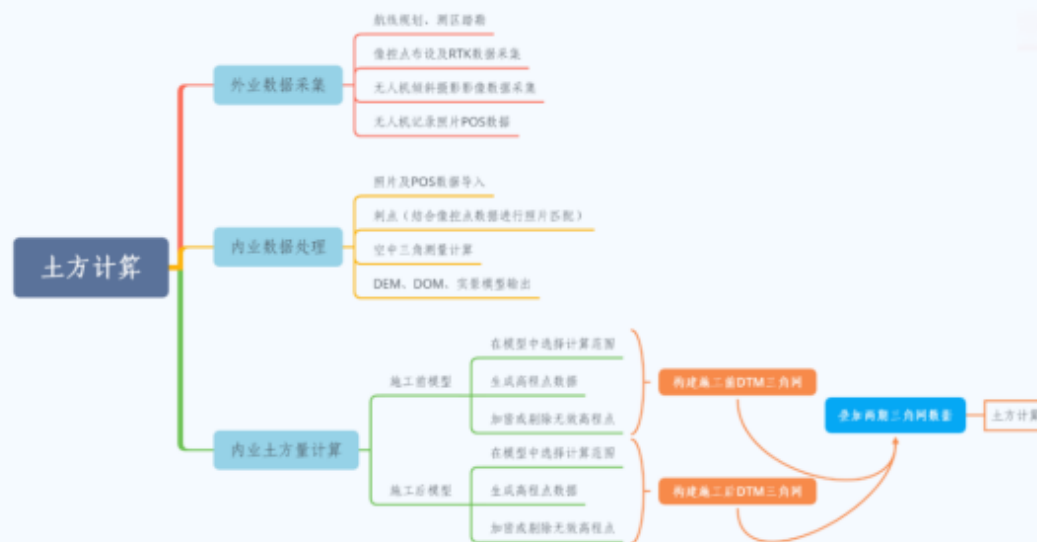 航线规划、测区踏勘
像控点布设及RTK数据采集
外业数据采集
无人机倾斜摄影影像数据采集
无人机记录照片POS数据
照片及POS数据导入
刺点（结合像控点数据进行照片匹配）
土方计算
内业数据处理
空中三角测量计算
DEM、DOM、实景模型输出
在模型中选择计算范围
施工前模型
生成高程点数据
构建施工前DTM三角网
加密或剔除无效高程点
叠加两期三角网数据
土方计算
内业土方量计算
在模型中选择计算范围
施工后模型
生成高程点数据
构建施工后DTM三角网
加密或剔除无效高程点